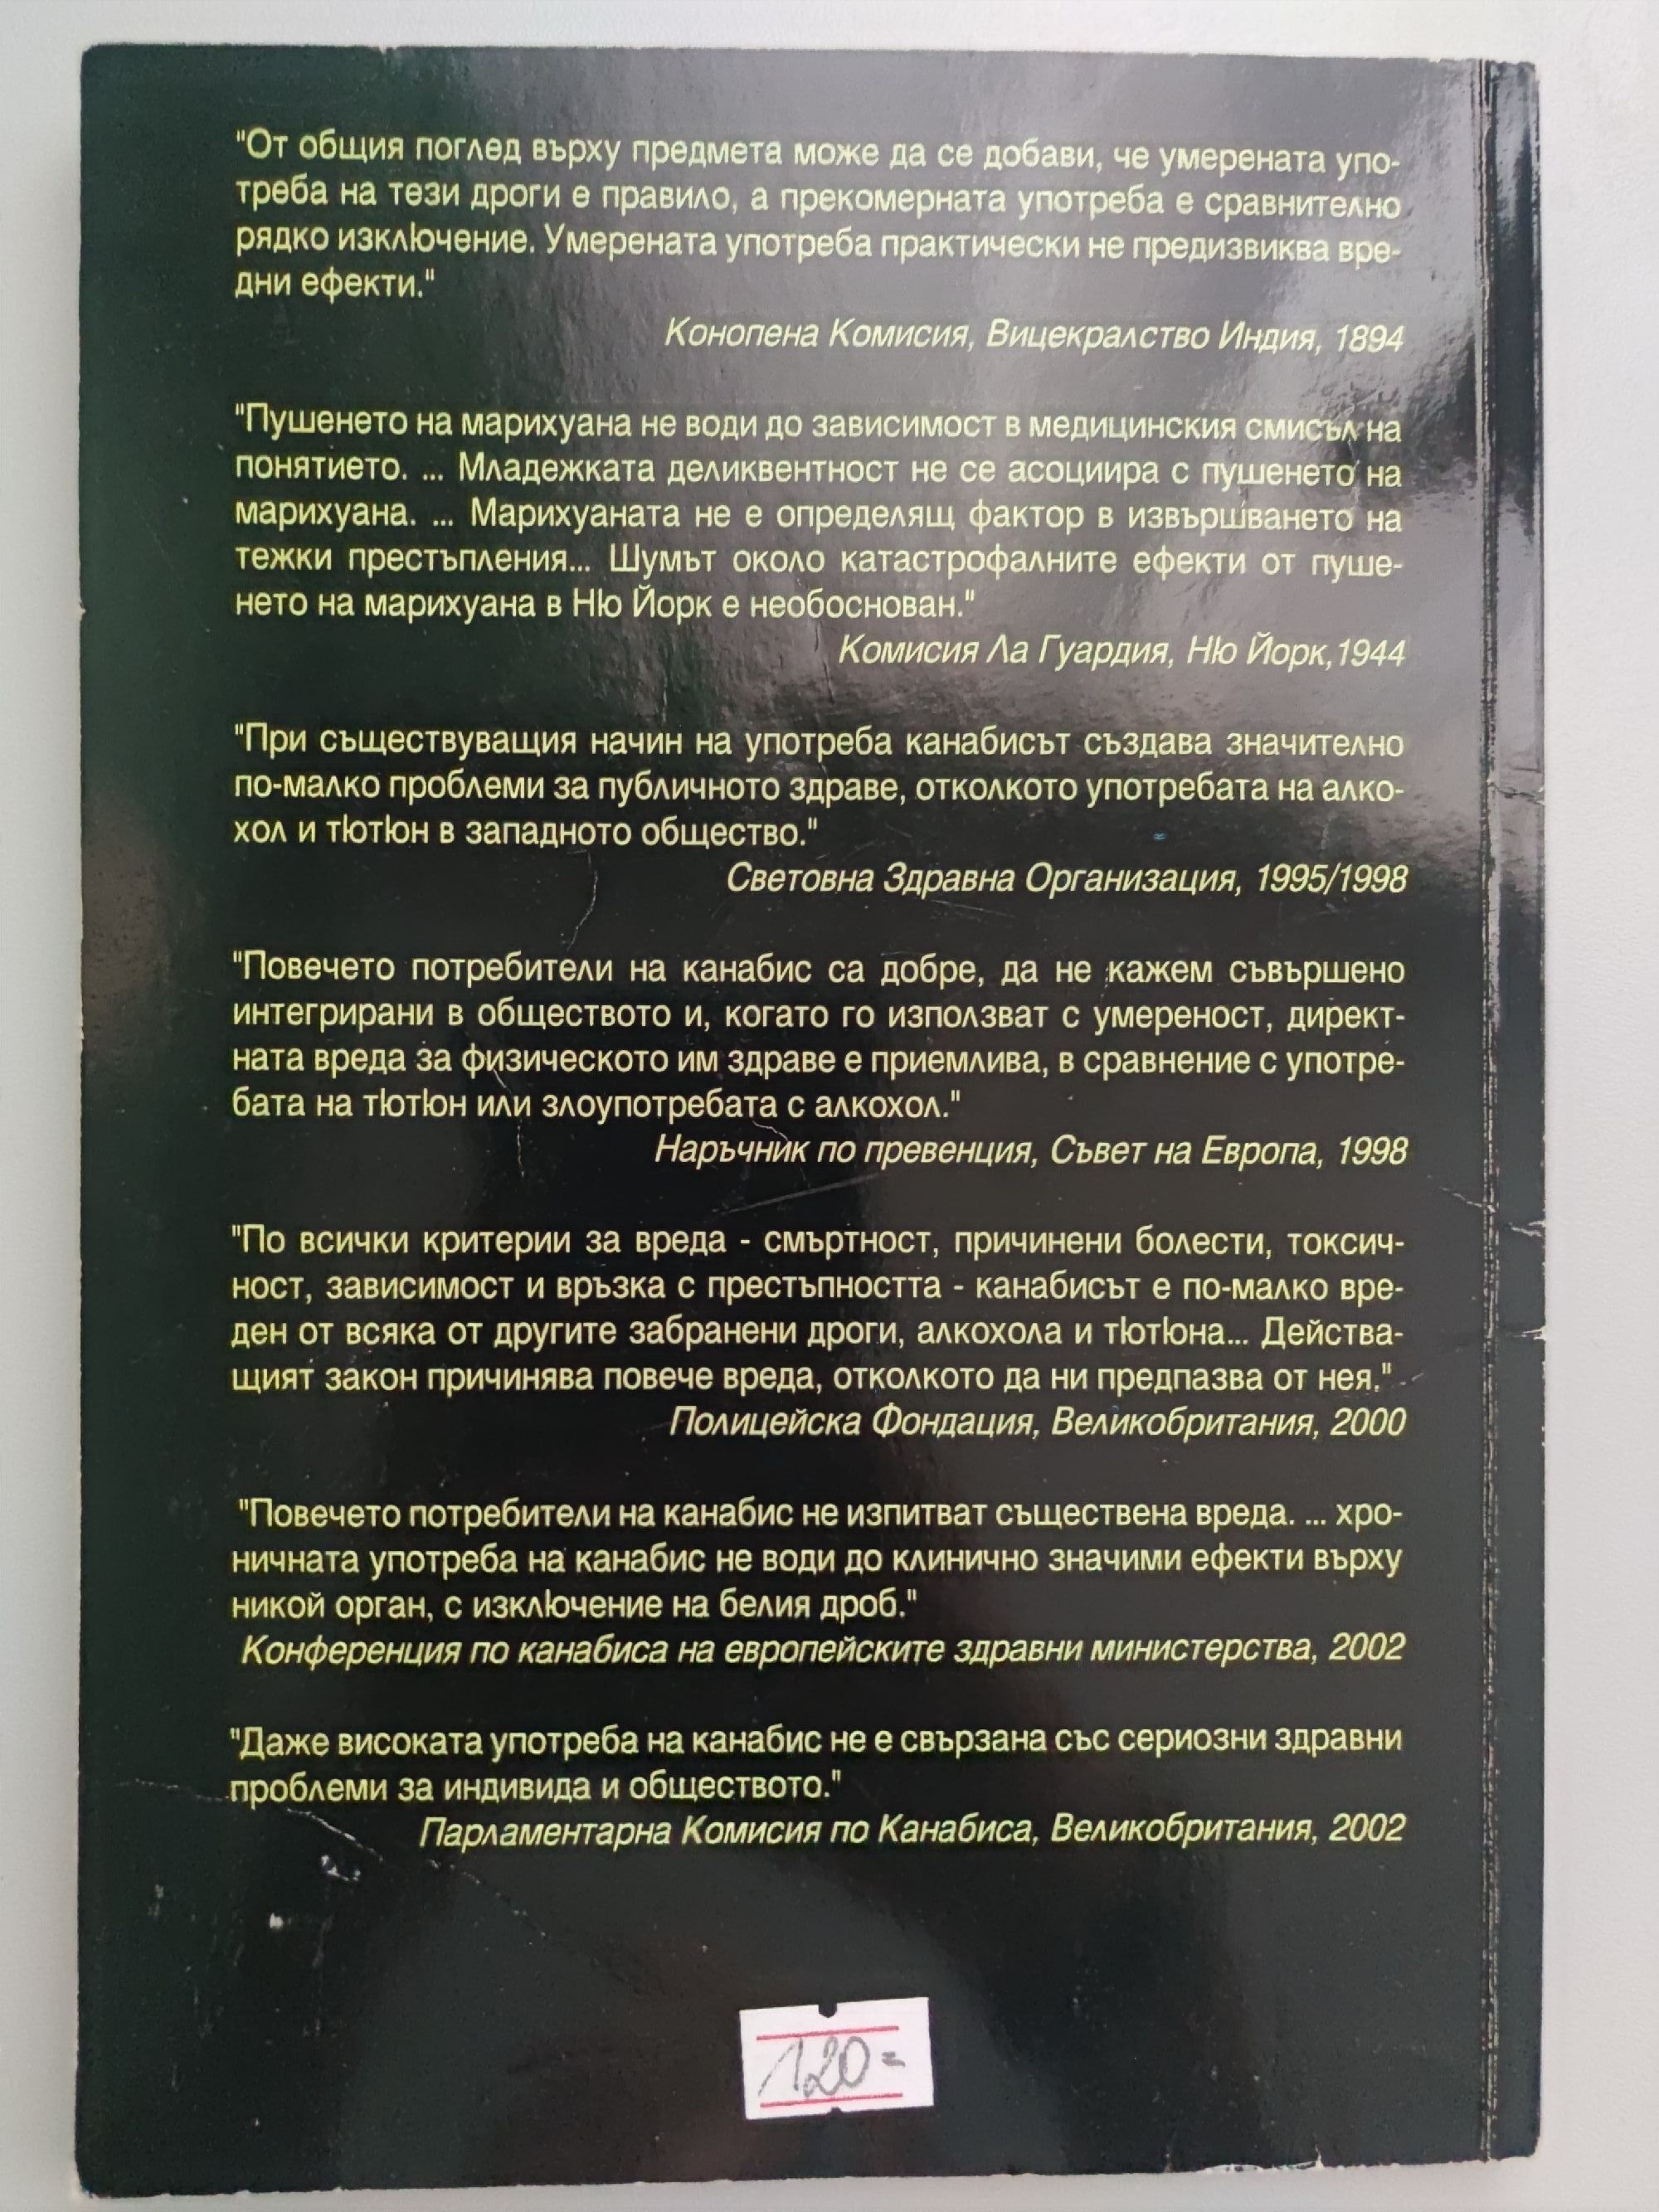 "От общия поглед върху предмета може да се добави, че умерената упо-
треба на тези дроги е правило, а прекомерната употреба е сравнително
рядко изключение. Умерената употреба практически не предизвиква вре-
дни ефекти."
Конопена Комисия, Вицекралство Индия, 1894
"Пушенето на марихуана не води до зависимост в медицинския смисъл на
понятието. ... Младежката деликвентност не се асоциира с пушенето на
марихуана. ... Марихуаната не е определящ фактор в извършването на
тежки престъпления... Шумът около катастрофалните ефекти от пуше-
нето на марихуана в Ню Йорк е необоснован."
Комисия Ла Гуардия, Ню Йорк,1944
"При съществуващия начин на употреба канабисът създава значително
по-малко проблеми за публичното здраве, отколкото употребата на алко-
хол и тютюн в западното общество."
Световна Здравна Организация, 1995/1998
"Повечето потребители на канабис са добре, да не кажем съвършено
интегрирани в обществото и, когато го използват с умереност, директ-
ната вреда за физическото им здраве е приемлива, в сравнение с употре-
бата на тютюн или злоупотребата с алкохол."
Наръчник по превенция, Съвет на Европа, 1998
"По всички критерии за вреда - смъртност, причинени болести, токсич-
ност, зависимост и връзка с престъпността - канабисът е по-малко вре-
ден от всяка от другите забранени дроги, алкохола и тютюна... Действа-
щият закон причинява повече вреда, отколкото да ни предпазва от нея."
Полицейска Фондация, Великобритания, 2000
"Повечето потребители на канабис не изпитват съществена вреда. ... хро-
ничната употреба на канабис не води до клинично значими ефекти върху
никой орган, с изключение на белия дроб."
Конференция по канабиса на европейските здравни министерства, 2002
"Даже високата употреба на канабис не е свързана със сериозни здравни
проблеми за индивида и обществото."
Парламентарна Комисия по Канабиса, Великобритания, 2002
120=